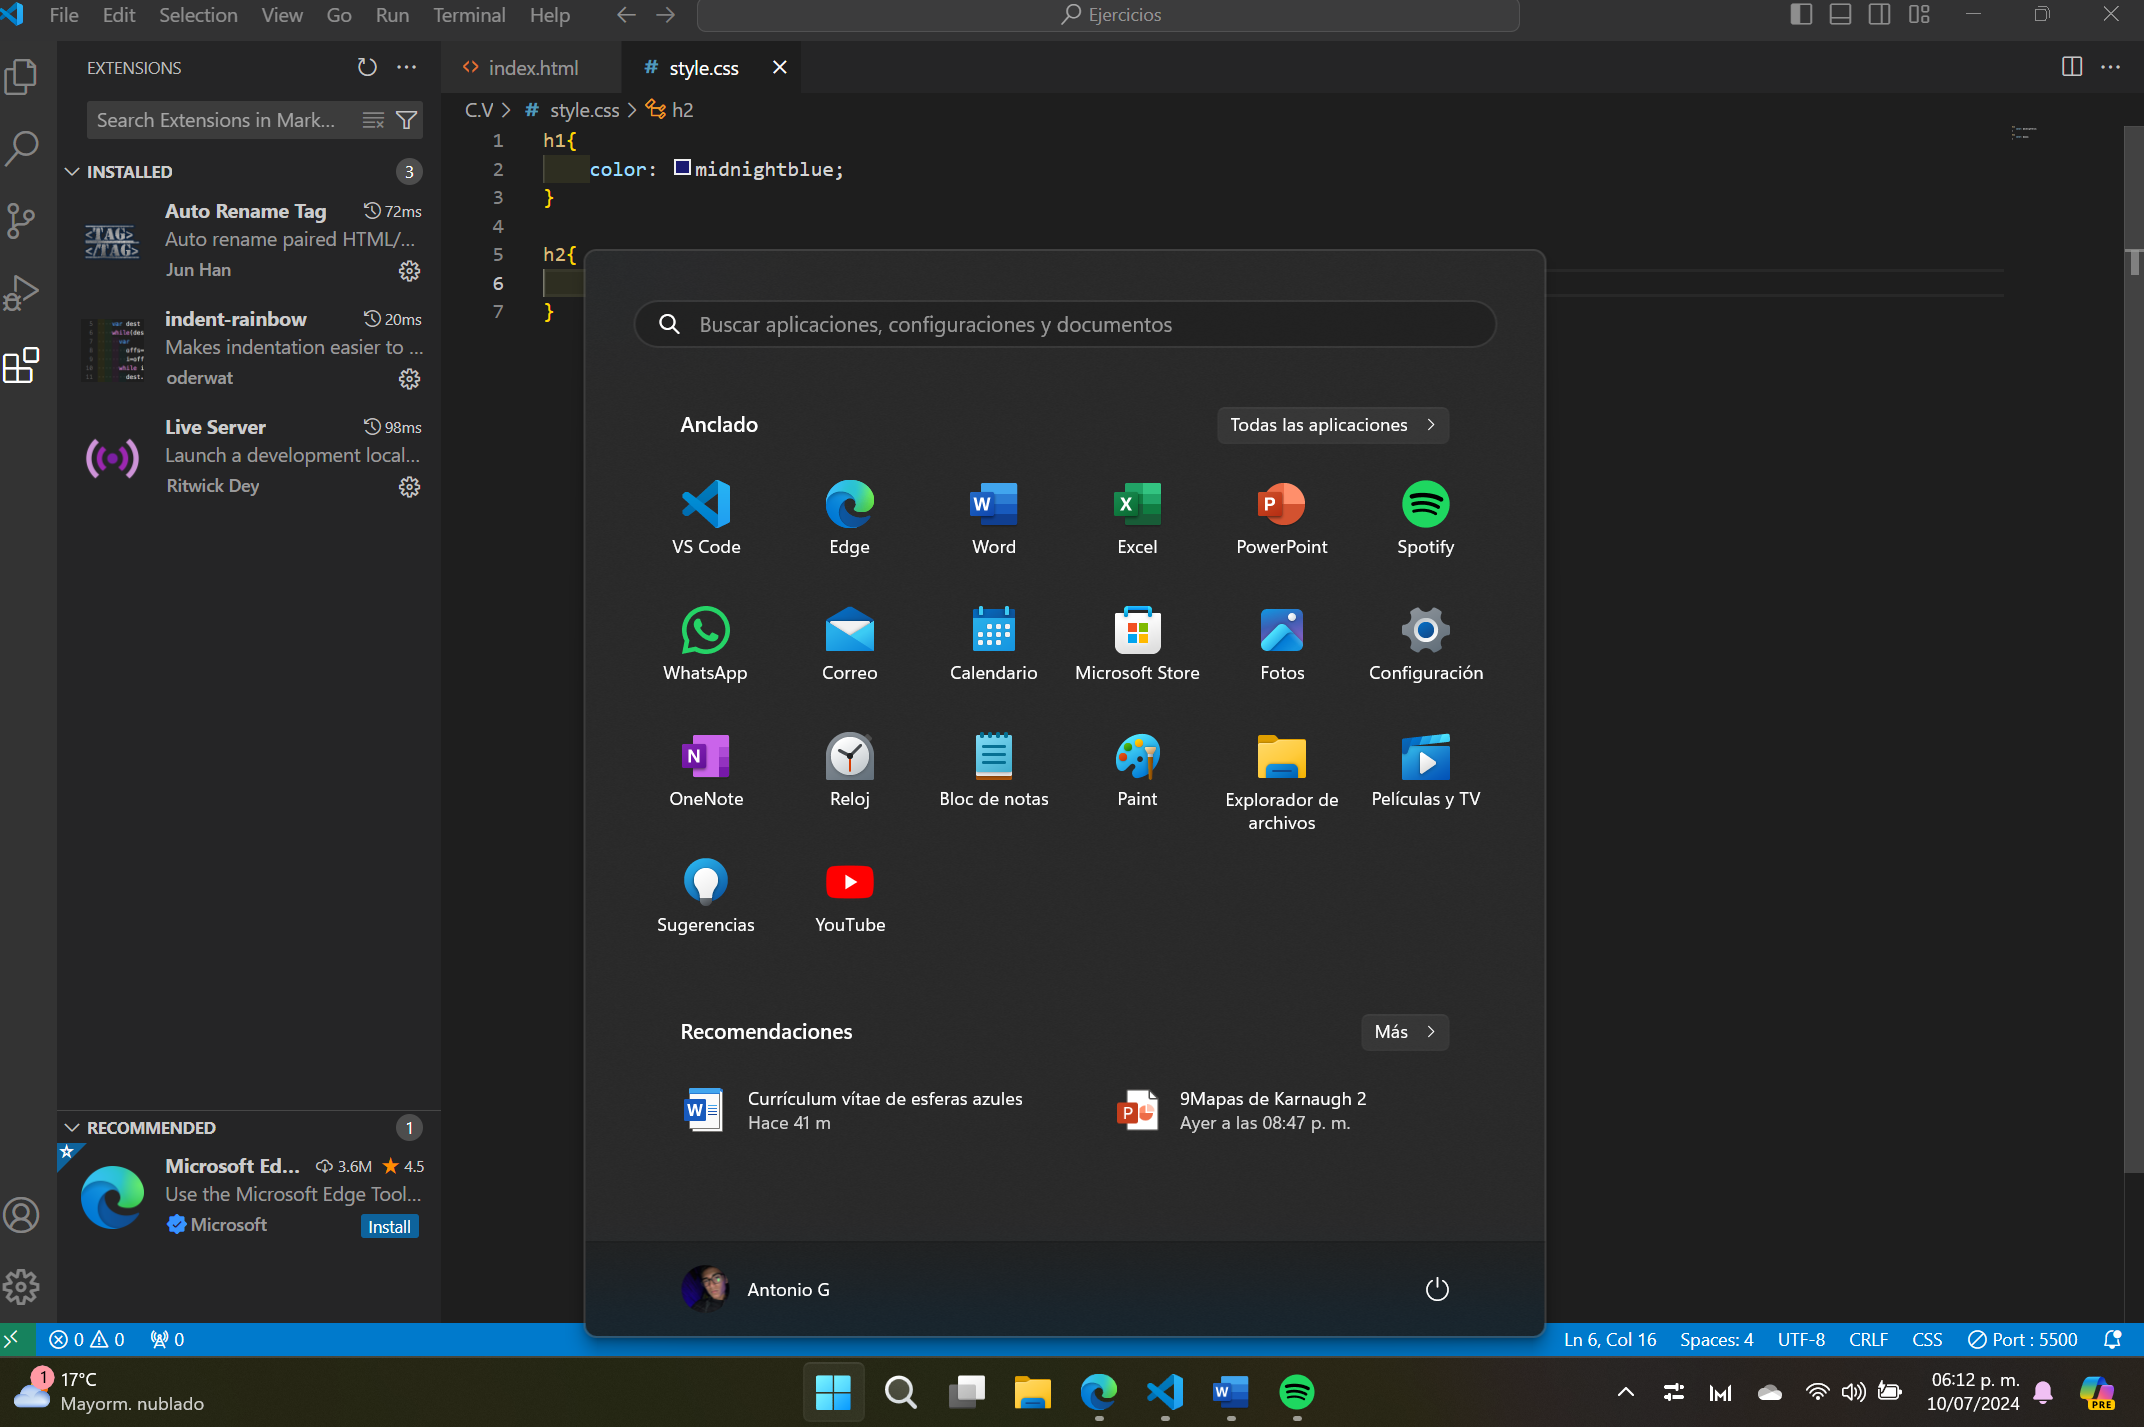 File Edit Selection View Go Run Terminal Help Ejercicios
EXTENSIONS
index.html
# style.css
C.V > # style.css > h2
Search Extensions in Mark...
INSTALLED 3
Auto Rename Tag 72ms
Auto rename paired HTML/...
Jun Han
indent-rainbow 20ms
Makes indentation easier to ...
oderwat
Live Server 98ms
Launch a development local...
Ritwick Dey
1 h1{
2 color: midnightblue;
3 }
4
5 h2{
6
7 }
Buscar aplicaciones, configuraciones y documentos
Anclado
Todas las aplicaciones >
VS Code Edge Word Excel PowerPoint Spotify
WhatsApp Correo Calendario Microsoft Store Fotos Configuración
OneNote Reloj Bloc de notas Paint Explorador de archivos Películas y TV
Sugerencias YouTube
Recomendaciones
Más >
Currículum vítae de esferas azules
Hace 41 m
9Mapas de Karnaugh 2
Ayer a las 08:47 p. m.
Antonio G
RECOMMENDED 1
Microsoft Ed... 3.6M 4.5
Use the Microsoft Edge Tool...
Microsoft
Install
0 0 0
Ln 6, Col 16 Spaces: 4 UTF-8 CRLF CSS Port : 5500
1
17°C
Mayorm. nublado
06:12 p. m.
10/07/2024
PRE